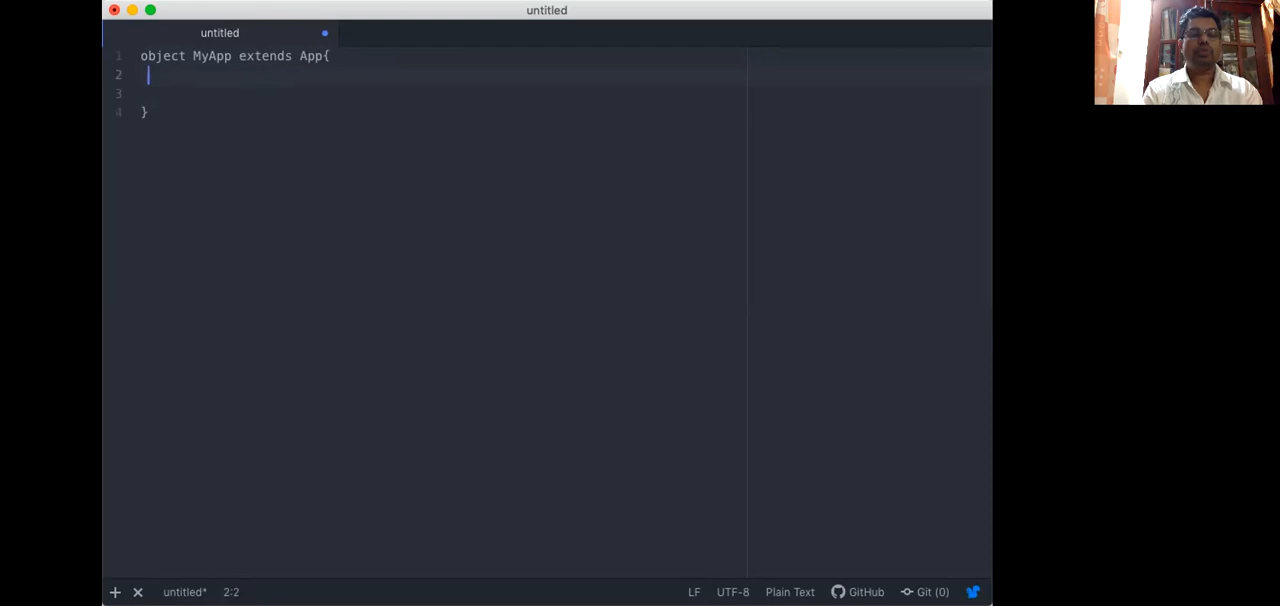 untitled
untitled
1 object MyApp extends App{
2
3
4 }
+ × untitled* 2:2 LF UTF-8 Plain Text GitHub Git (0)